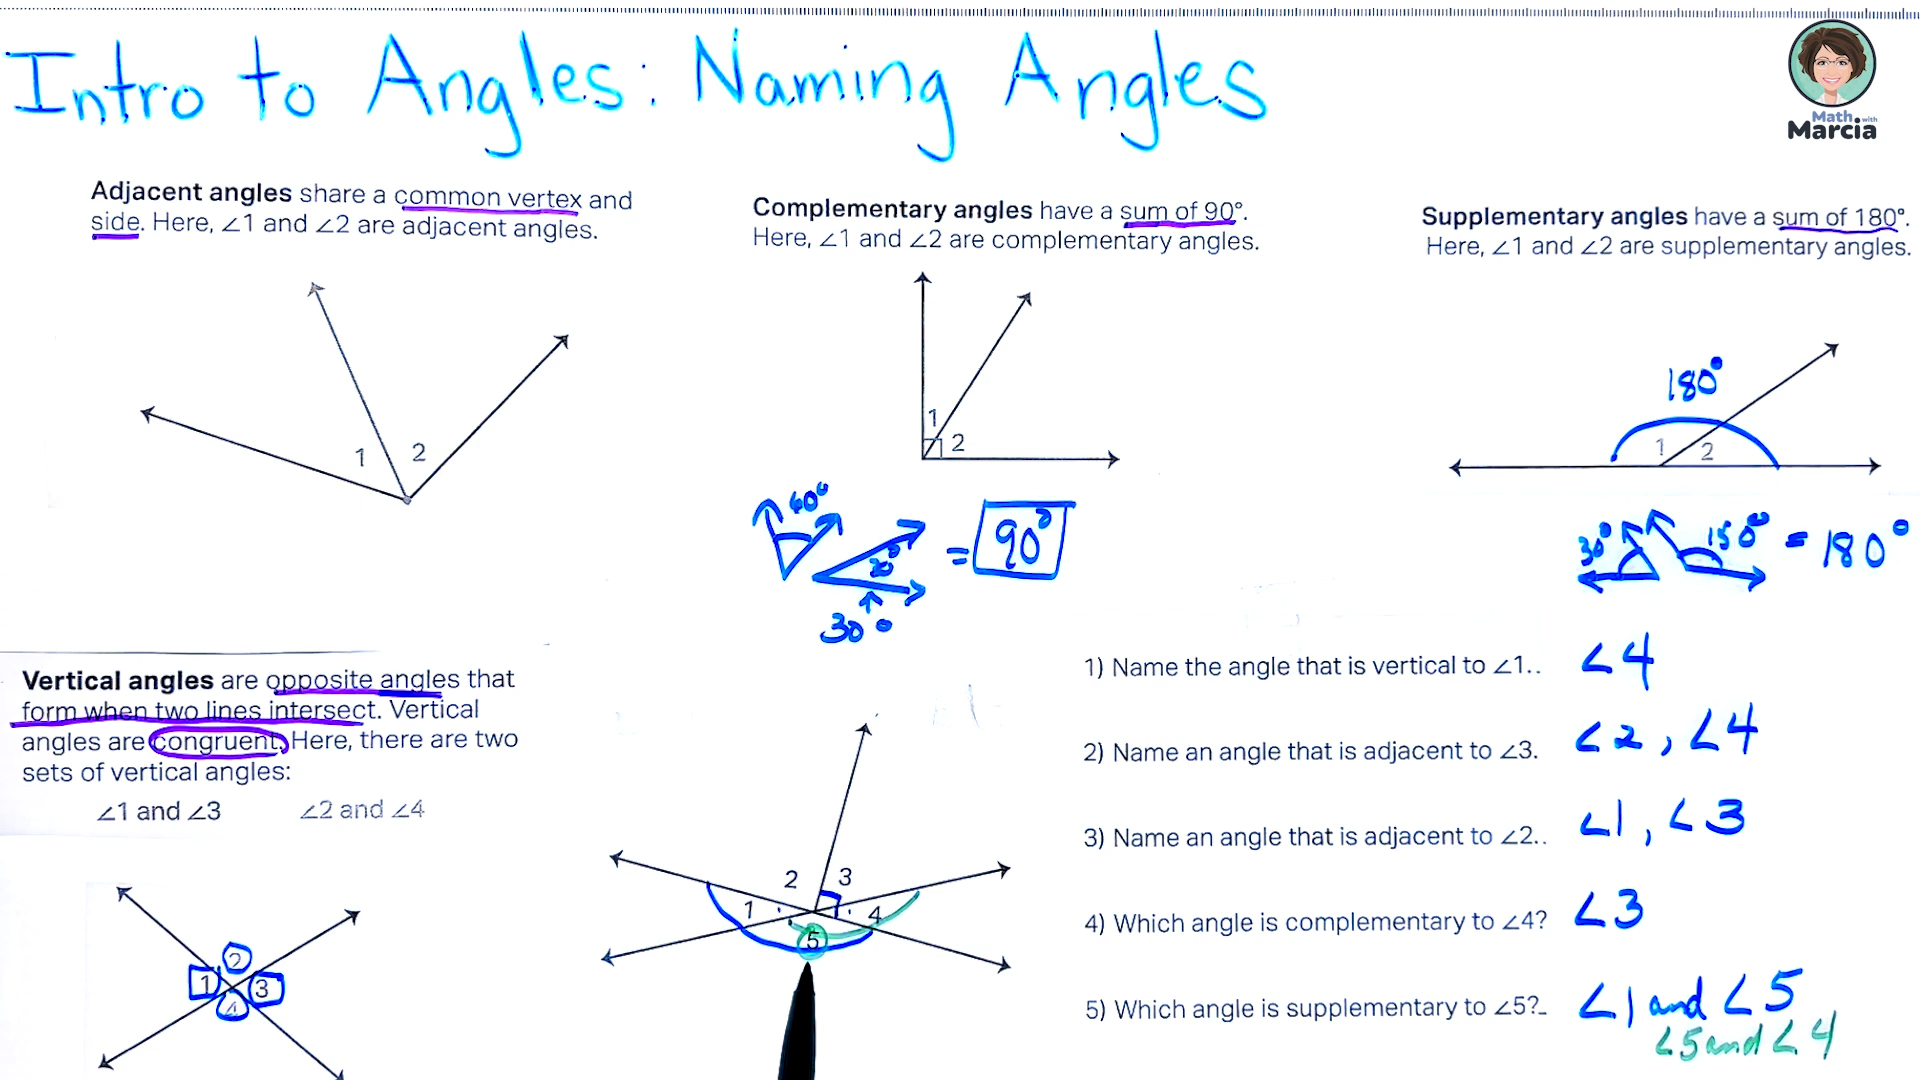 Intro to Angles: Naming Angles
Math with
Marcia
Adjacent angles share a common vertex and
side. Here, ∠1 and ∠2 are adjacent angles.
1 2
Complementary angles have a sum of 90°.
Here, ∠1 and ∠2 are complementary angles.
1
2
60°
30°
= 90°
30°
Supplementary angles have a sum of 180°.
Here, ∠1 and ∠2 are supplementary angles.
180°
1 2
30° 150° = 180°
Vertical angles are opposite angles that
form when two lines intersect. Vertical
angles are congruent. Here, there are two
sets of vertical angles:
∠1 and ∠3 ∠2 and ∠4
2
1 3
4
2 3
1 4
5
1) Name the angle that is vertical to ∠1.. ∠4
2) Name an angle that is adjacent to ∠3. ∠2, ∠4
3) Name an angle that is adjacent to ∠2.. ∠1, ∠3
4) Which angle is complementary to ∠4? ∠3
5) Which angle is supplementary to ∠5?_ ∠1 and ∠5
∠5 and ∠4